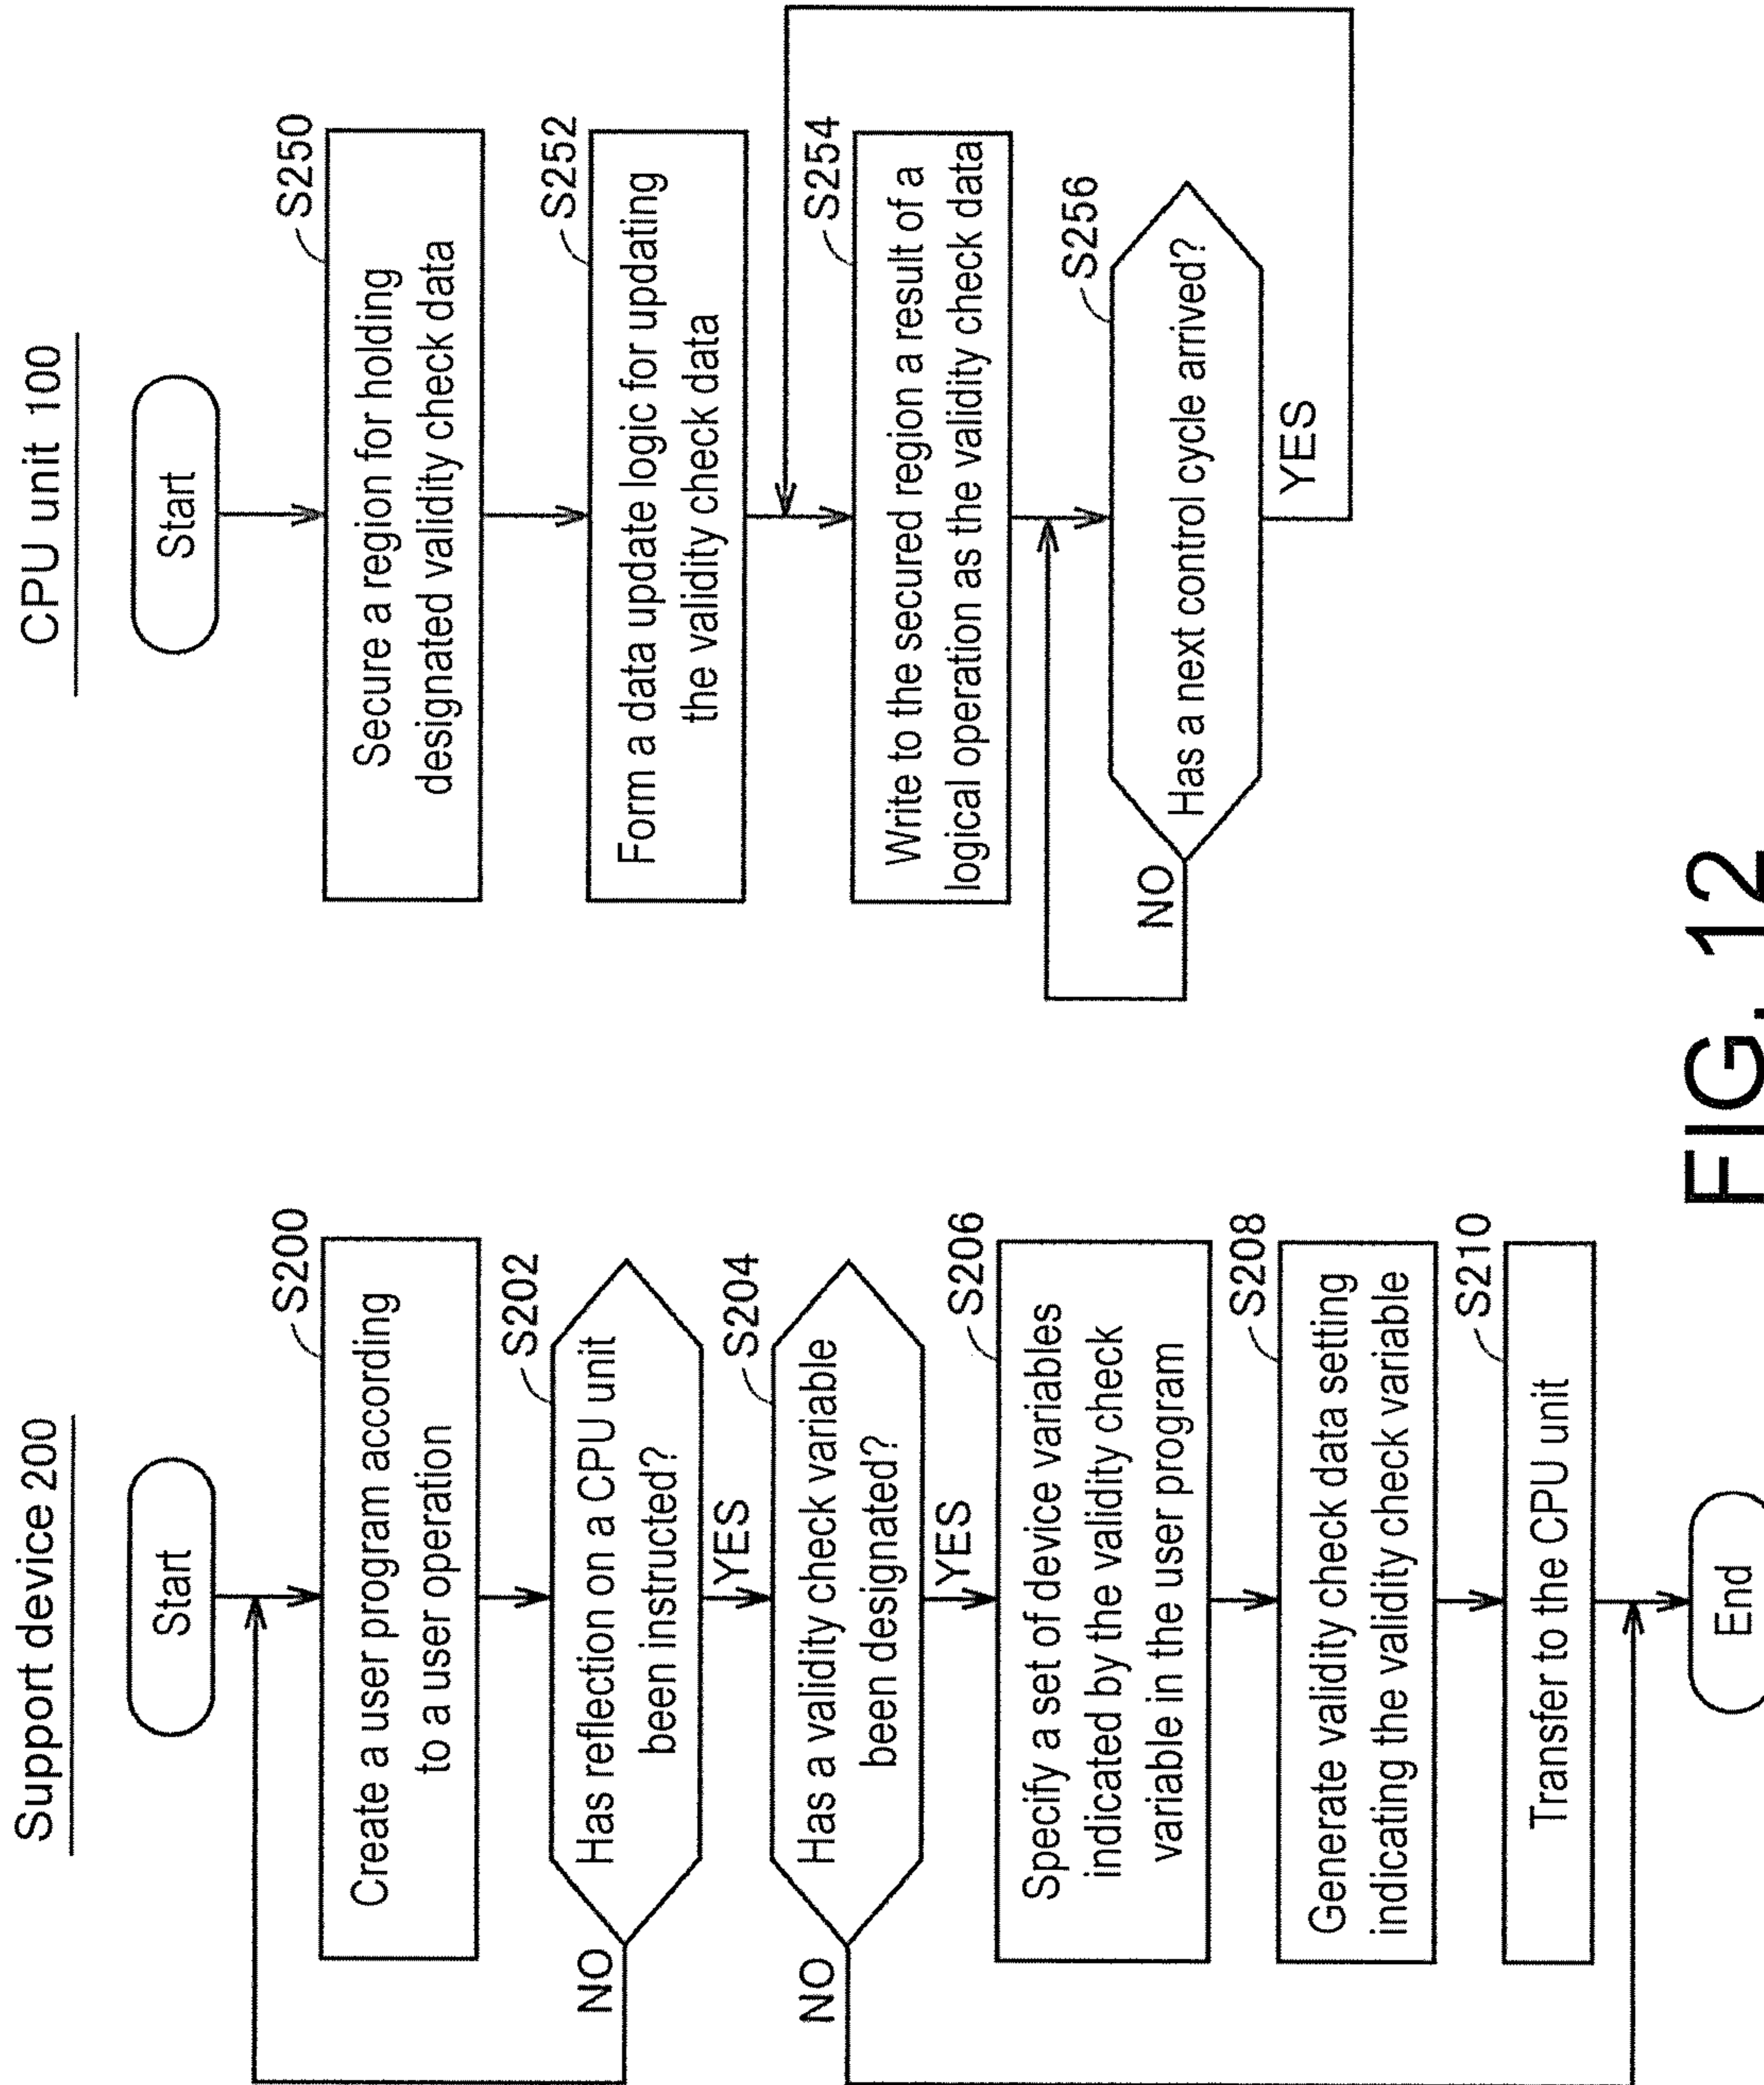 Support device 200
Start
S200
Create a user program according
to a user operation
S202
Has reflection on a CPU unit
been instructed?
NO
YES
S204
Has a validity check variable
been designated?
NO
YES
S206
Specify a set of device variables
indicated by the validity check
variable in the user program
S208
Generate validity check data setting
indicating the validity check variable
S210
Transfer to the CPU unit
End
CPU unit 100
Start
S250
Secure a region for holding
designated validity check data
S252
Form a data update logic for updating
the validity check data
S254
Write to the secured region a result of a
logical operation as the validity check data
S256
Has a next control cycle arrived?
NO
YES
FIG. 12